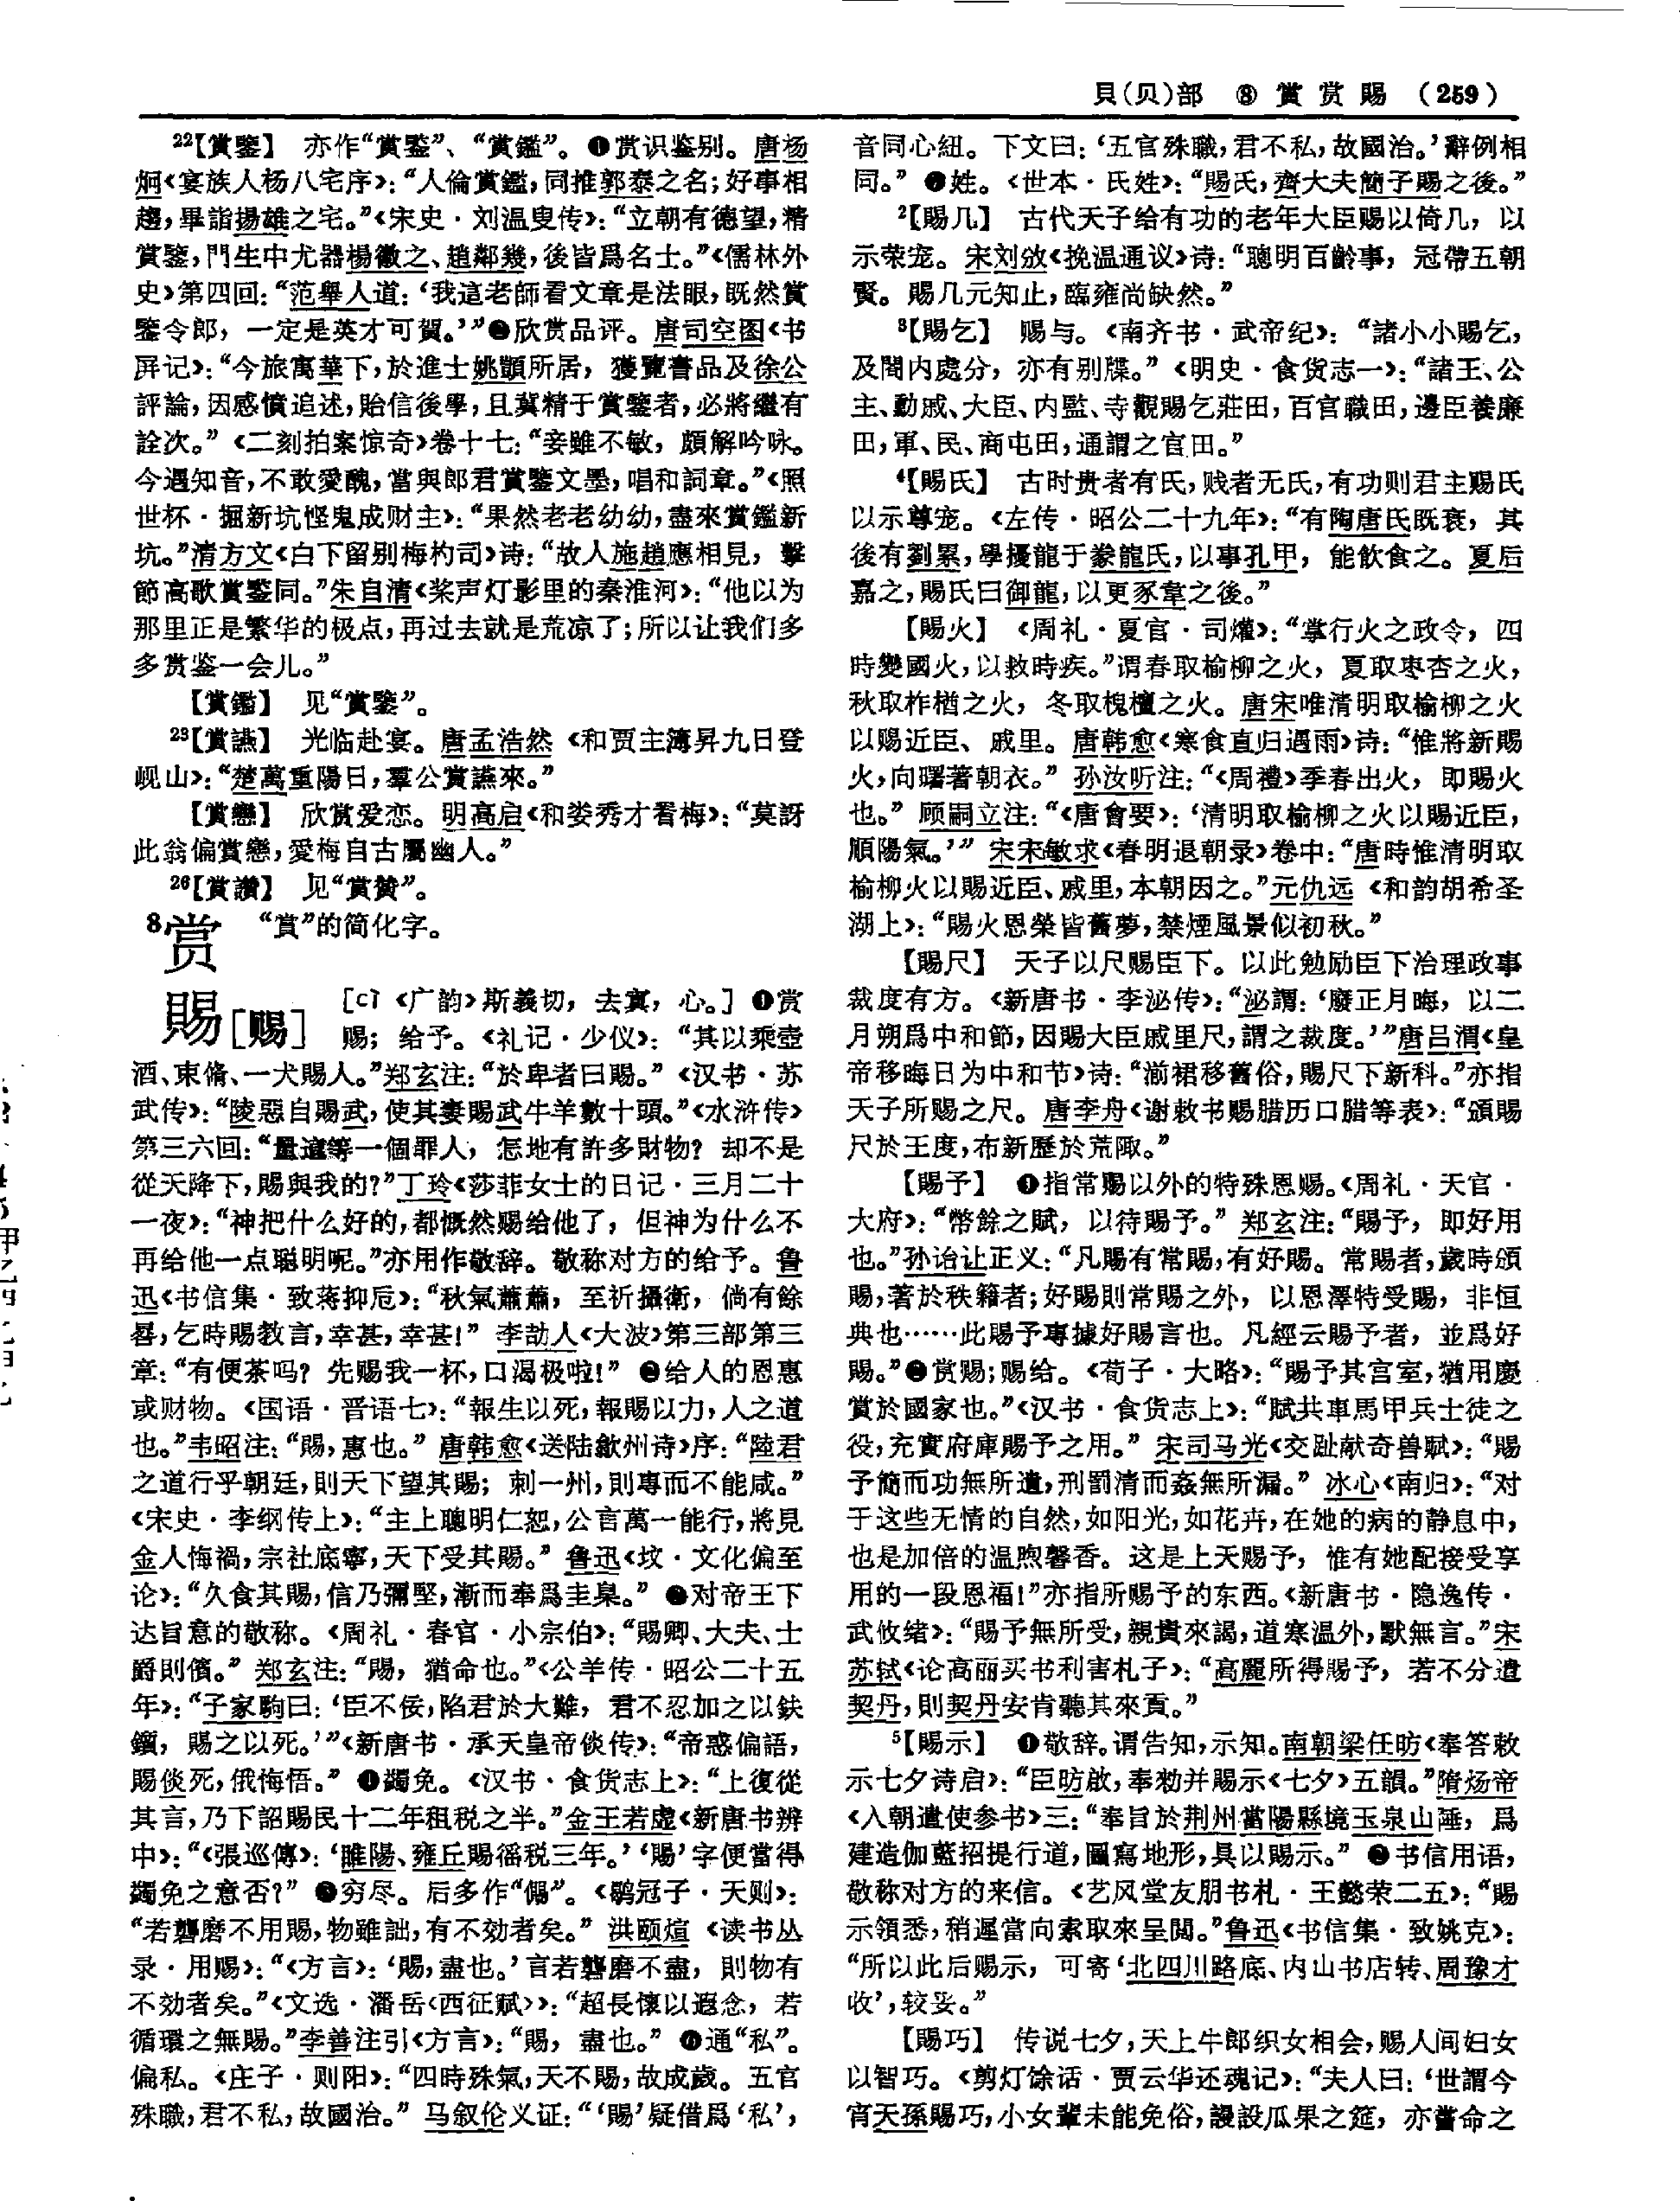 貝(贝)部 ⑧ 賞赏賜 (259)
22【賞鑒】 亦作“賞鋻”、“賞鑑”。❶赏识鉴别。唐杨
炯<宴族人杨八宅序>:“人倫賞鑑,同推郭泰之名;好事相
趨,畢詣揚雄之宅。”<宋史·刘温叟传>:“立朝有德望,精
賞鑒,門生中尤器楊徽之、趙鄰幾,後皆爲名士。”<儒林外
史>第四回:“范舉人道:‘我這老師看文章是法眼,既然賞
鑒令郎,一定是英才可賀。’”❷欣赏品评。唐司空图<书
屏记>:“今旅寓華下,於進士姚顗所居,獲覽書品及徐公
評論,因感憤追述,貽信後學,且冀精于賞鑒者,必將繼有
詮次。”<二刻拍案惊奇>卷十七:“妾雖不敏,頗解吟咏。
今遇知音,不敢愛醜,當與郎君賞鑒文墨,唱和詞章。”<照
世杯·掘新坑悭鬼成财主>:“果然老老幼幼,盡來賞鑑新
坑。”清方文<白下留别梅杓司>诗:“故人施趙應相見,擊
節高歌賞鑒同。”朱自清<桨声灯影里的秦淮河>:“他以为
那里正是繁华的极点,再过去就是荒凉了;所以让我们多
多赏鉴一会儿。”
【賞鑑】 见“賞鑒”。
23【賞讌】 光临赴宴。唐孟浩然<和贾主簿昇九日登
岘山>:“楚萬重陽日,羣公賞讌來。”
【賞戀】 欣赏爱恋。明高启<和娄秀才看梅>:“莫訝
此翁偏賞戀,愛梅自古屬幽人。”
26【賞讚】 见“賞赞”。
8赏 “賞”的简化字。
賜[赐] [cì <广韵>斯義切,去寘,心。]❶赏
赐;给予。<礼记·少仪>:“其以乘壺
酒、束脩、一犬賜人。”郑玄注:“於卑者曰賜。”<汉书·苏
武传>:“陵惡自賜武,使其妻賜武牛羊數十頭。”<水浒传>
第三六回:“量這等一個罪人,怎地有許多財物?却不是
從天降下,賜與我的?”丁玲<莎菲女士的日记·三月二十
一夜>:“神把什么好的,都慨然赐给他了,但神为什么不
再给他一点聪明呢。”亦用作敬辞。敬称对方的给予。鲁
迅<书信集·致蒋抑卮>:“秋氣蕭蕭,至祈攝衛,倘有餘
晷,乞時賜教言,幸甚,幸甚!”李劼人<大波>第三部第三
章:“有便茶吗?先赐我一杯,口渴极啦!”❷给人的恩惠
或财物。<国语·晋语七>:“報生以死,報賜以力,人之道
也。”韦昭注:“賜,惠也。”唐韩愈<送陆歙州诗>序:“陸君
之道行乎朝廷,則天下望其賜;刺一州,則專而不能咸。”
<宋史·李纲传上>:“主上聰明仁恕,公言萬一能行,將見
金人悔禍,宗社底寧,天下受其賜。”鲁迅<坟·文化偏至
论>:“久食其賜,信乃彌堅,漸而奉爲圭臬。”❸对帝王下
达旨意的敬称。<周礼·春官·小宗伯>:“賜卿、大夫、士
爵則儐。”郑玄注:“賜,猶命也。”<公羊传·昭公二十五
年>:“子家駒曰:‘臣不佞,陷君於大難,君不忍加之以鈇
鑕,賜之以死。’”<新唐书·承天皇帝倓传>:“帝惑偏語,
賜倓死,俄悔悟。”❹蠲免。<汉书·食货志上>:“上復從
其言,乃下詔賜民十二年租税之半。”金王若虚<新唐书辨
中>:“<張巡傳>:‘睢陽、雍丘賜徭税三年。’‘賜’字便當得
蠲免之意否?”❺穷尽。后多作“儩”。<鹖冠子·天则>:
“若礱磨不用賜,物雖詘,有不効者矣。”洪颐煊<读书丛
录·用赐>:“<方言>:‘賜,盡也。’言若礱磨不盡,則物有
不効者矣。”<文选·潘岳<西征赋>>:“超長懷以遐念,若
循環之無賜。”李善注引<方言>:“賜,盡也。”❻通“私”。
偏私。<庄子·则阳>:“四時殊氣,天不賜,故成歲。五官
殊職,君不私,故國治。”马叙伦义证:“‘賜’疑借爲‘私’,
音同心紐。下文曰:‘五官殊職,君不私,故國治。’辭例相
同。”❼姓。<世本·氏姓>:“賜氏,齊大夫簡子賜之後。”
2【賜几】 古代天子给有功的老年大臣赐以倚几,以
示荣宠。宋刘攽<挽温通议>诗:“聰明百齡事,冠帶五朝
賢。賜几元知止,臨雍尚缺然。”
3【賜乞】 赐与。<南齐书·武帝纪>:“諸小小賜乞,
及閤内處分,亦有别牒。”<明史·食货志一>:“諸王、公
主、勳戚、大臣、内監、寺觀賜乞莊田,百官職田,邊臣養廉
田,軍、民、商屯田,通謂之官田。”
4【賜氏】 古时贵者有氏,贱者无氏,有功则君主赐氏
以示尊宠。<左传·昭公二十九年>:“有陶唐氏既衰,其
後有劉累,學擾龍于豢龍氏,以事孔甲,能飲食之。夏后
嘉之,賜氏曰御龍,以更豕韋之後。”
【賜火】 <周礼·夏官·司爟>:“掌行火之政令,四
時變國火,以救時疾。”谓春取榆柳之火,夏取枣杏之火,
秋取柞楢之火,冬取槐檀之火。唐宋唯清明取榆柳之火
以赐近臣、戚里。唐韩愈<寒食直归遇雨>诗:“惟將新賜
火,向曙著朝衣。”孙汝听注:“<周禮>季春出火,即賜火
也。”顾嗣立注:“<唐會要>:‘清明取榆柳之火以賜近臣,
順陽氣。’”宋宋敏求<春明退朝录>卷中:“唐時惟清明取
榆柳火以賜近臣、戚里,本朝因之。”元仇远<和韵胡希圣
湖上>:“賜火恩榮皆舊夢,禁煙風景似初秋。”
【賜尺】 天子以尺赐臣下。以此勉励臣下治理政事
裁度有方。<新唐书·李泌传>:“泌謂:‘廢正月晦,以二
月朔爲中和節,因賜大臣戚里尺,謂之裁度。’”唐吕渭<皇
帝移晦日为中和节>诗:“湔裙移舊俗,賜尺下新科。”亦指
天子所赐之尺。唐李舟<谢敕书赐腊历口腊等表>:“頒賜
尺於王度,布新歷於荒陬。”
【賜予】 ❶指常赐以外的特殊恩赐。<周礼·天官·
大府>:“幣餘之賦,以待賜予。”郑玄注:“賜予,即好用
也。”孙诒让正义:“凡賜有常賜,有好賜。常賜者,歲時頒
賜,著於秩籍者;好賜則常賜之外,以恩澤特受賜,非恒
典也……此賜予專據好賜言也。凡經云賜予者,並爲好
賜。”❷赏赐;赐给。<荀子·大略>:“賜予其宫室,猶用慶
賞於國家也。”<汉书·食货志上>:“賦共車馬甲兵士徒之
役,充實府庫賜予之用。”宋司马光<交趾献奇兽赋>:“賜
予簡而功無所遺,刑罰清而姦無所漏。”冰心<南归>:“对
于这些无情的自然,如阳光,如花卉,在她的病的静息中,
也是加倍的温煦馨香。这是上天赐予,惟有她配接受享
用的一段恩福!”亦指所赐予的东西。<新唐书·隐逸传·
武攸绪>:“賜予無所受,親貴來謁,道寒温外,默無言。”宋
苏轼<论高丽买书利害札子>:“高麗所得賜予,若不分遺
契丹,則契丹安肯聽其來貢。”
5【賜示】 ❶敬辞。谓告知,示知。南朝梁任昉<奉答敕
示七夕诗启>:“臣昉啟,奉勑并賜示<七夕>五韻。”隋炀帝
<入朝遣使参书>三:“奉旨於荆州當陽縣境玉泉山陲,爲
建造伽藍招提行道,圖寫地形,具以賜示。”❷书信用语,
敬称对方的来信。<艺风堂友朋书札·王懿荣二五>:“賜
示領悉,稍遲當向索取來呈閲。”鲁迅<书信集·致姚克>:
“所以此后赐示,可寄‘北四川路底、内山书店转、周豫才
收’,较妥。”
【賜巧】 传说七夕,天上牛郎织女相会,赐人间妇女
以智巧。<剪灯馀话·贾云华还魂记>:“夫人曰:‘世謂今
宵天孫賜巧,小女輩未能免俗,謾設瓜果之筵,亦嘗命之